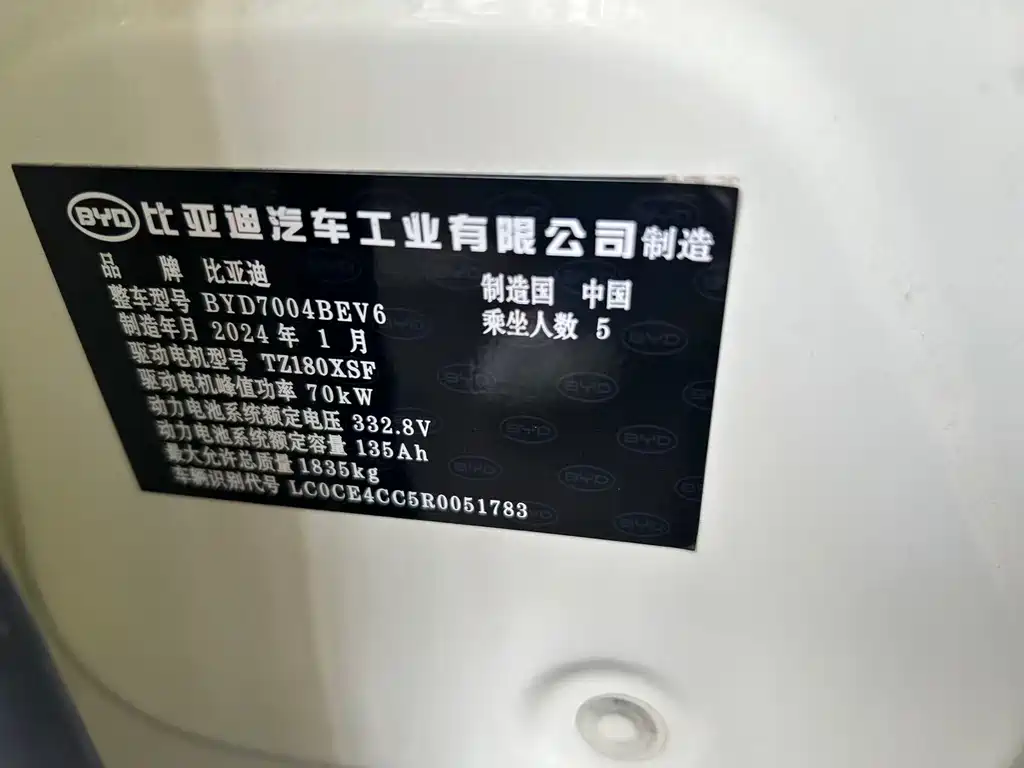 BYD 比亚迪汽车工业有限公司制造
品 牌 比亚迪
制造国 中国
整车型号 BYD7004BEV6
乘坐人数 5
制造年月 2024 年 1 月
驱动电机型号 TZ180XSF
驱动电机峰值功率 70kW
动力电池系统额定电压 332.8V
动力电池系统额定容量 135Ah
最大允许总质量 1835kg
车辆识别代号 LC0CE4CC5R0051783